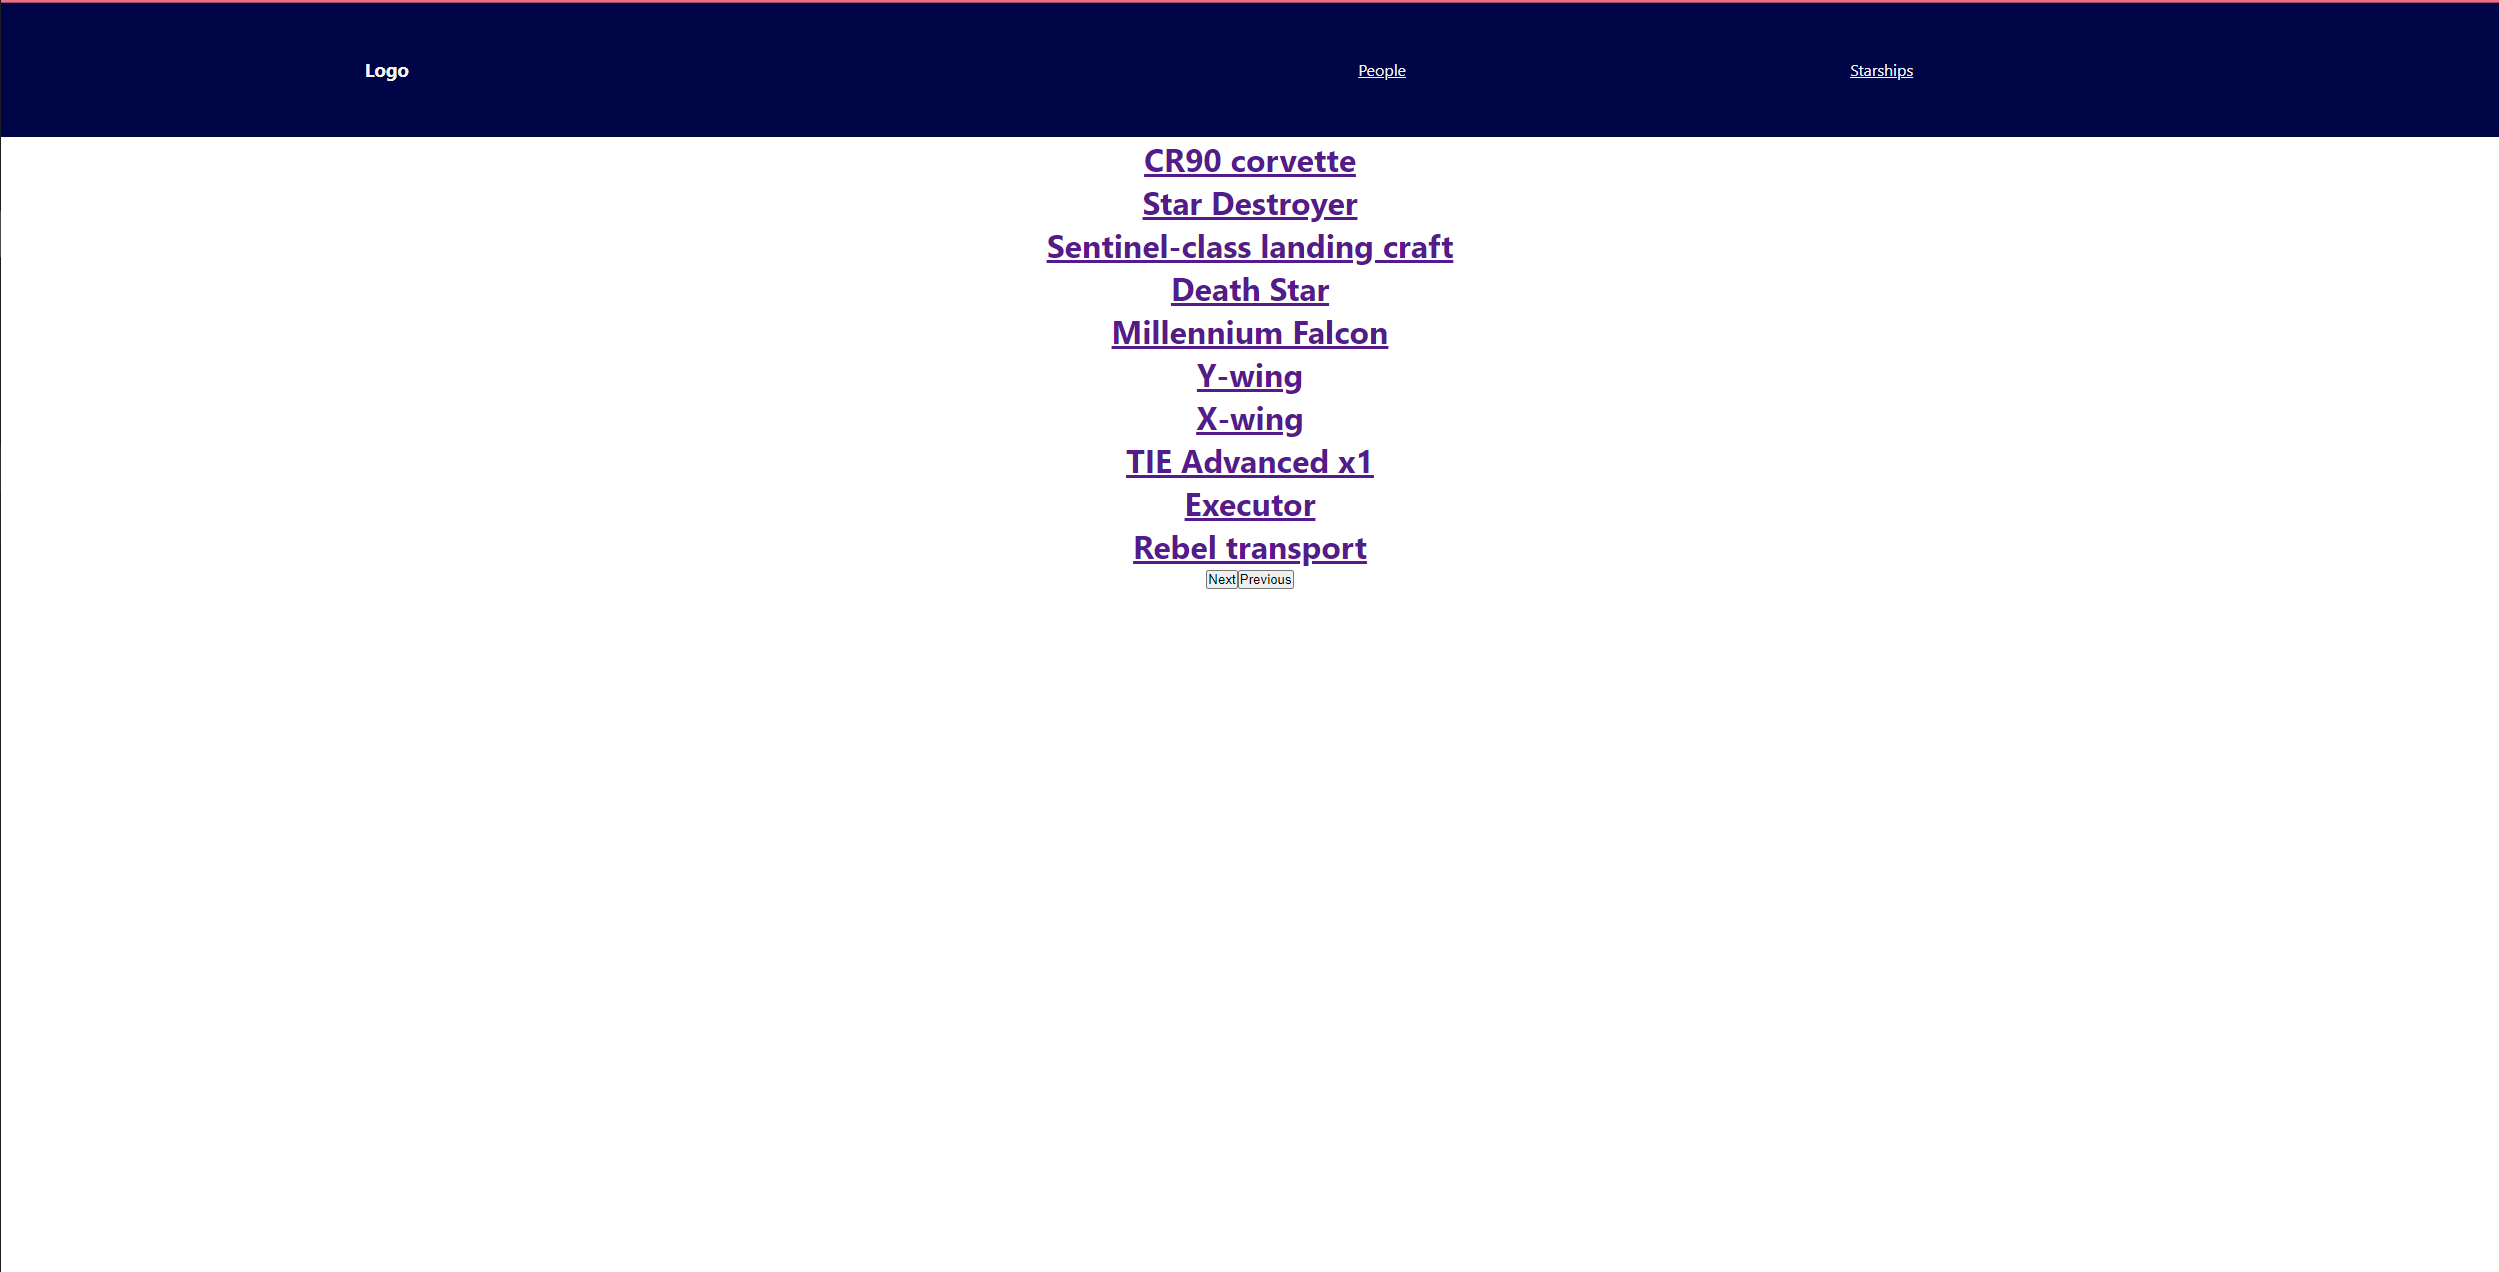 Logo People Starships
CR90 corvette
Star Destroyer
Sentinel-class landing craft
Death Star
Millennium Falcon
Y-wing
X-wing
TIE Advanced x1
Executor
Rebel transport
Next Previous